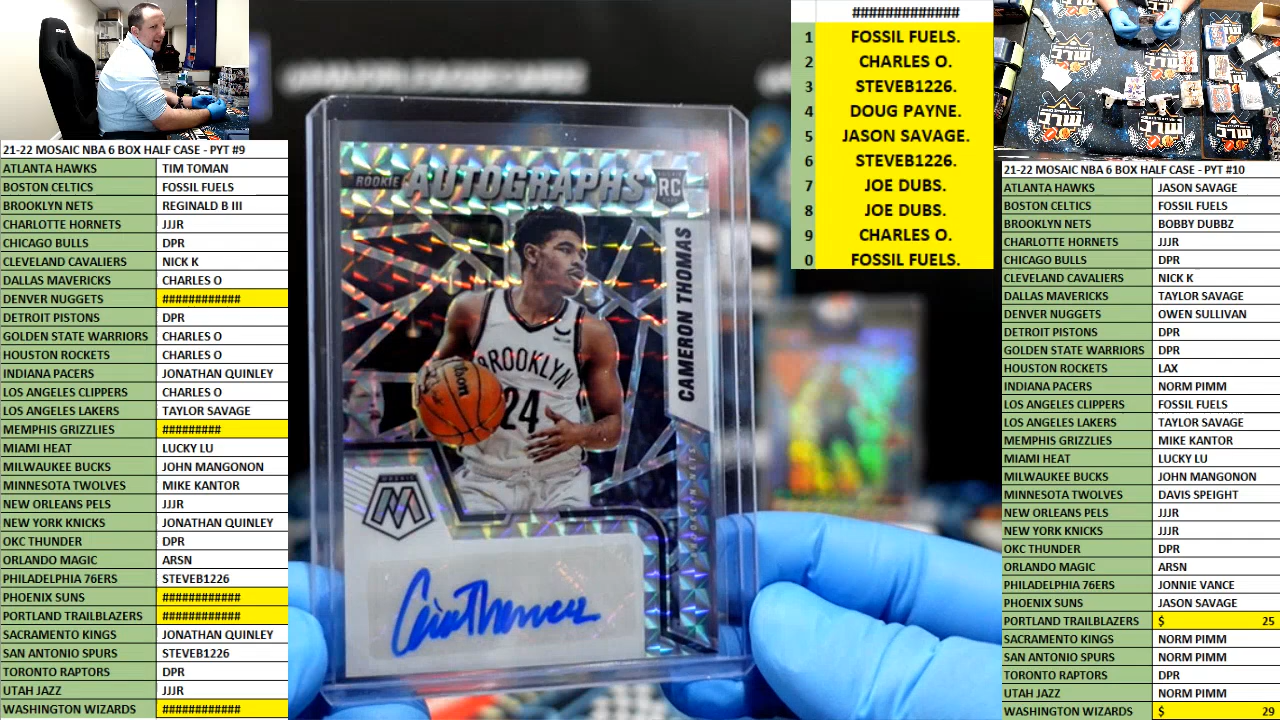 21-22 MOSAIC NBA 6 BOX HALF CASE - PYT #9
ATLANTA HAWKS TIM TOMAN
BOSTON CELTICS FOSSIL FUELS
BROOKLYN NETS REGINALD B III
CHARLOTTE HORNETS JJJR
CHICAGO BULLS DPR
CLEVELAND CAVALIERS NICK K
DALLAS MAVERICKS CHARLES O
DENVER NUGGETS ############
DETROIT PISTONS DPR
GOLDEN STATE WARRIORS CHARLES O
HOUSTON ROCKETS CHARLES O
INDIANA PACERS JONATHAN QUINLEY
LOS ANGELES CLIPPERS CHARLES O
LOS ANGELES LAKERS TAYLOR SAVAGE
MEMPHIS GRIZZLIES #########
MIAMI HEAT LUCKY LU
MILWAUKEE BUCKS JOHN MANGONON
MINNESOTA TWOLVES MIKE KANTOR
NEW ORLEANS PELS JJJR
NEW YORK KNICKS JONATHAN QUINLEY
OKC THUNDER DPR
ORLANDO MAGIC ARSN
PHILADELPHIA 76ERS STEVEB1226
PHOENIX SUNS ############
PORTLAND TRAILBLAZERS ############
SACRAMENTO KINGS JONATHAN QUINLEY
SAN ANTONIO SPURS STEVEB1226
TORONTO RAPTORS DPR
UTAH JAZZ JJJR
WASHINGTON WIZARDS ############
ROOKIE AUTOGRAPHS RC
CAMERON THOMAS
BROOKLYN NETS
Wilson
BROOKLYN
24
MOSAIC
M
Cam Thomas
#############
1 FOSSIL FUELS.
2 CHARLES O.
3 STEVEB1226.
4 DOUG PAYNE.
5 JASON SAVAGE.
6 STEVEB1226.
7 JOE DUBS.
8 JOE DUBS.
9 CHARLES O.
0 FOSSIL FUELS.
21-22 MOSAIC NBA 6 BOX HALF CASE - PYT #10
ATLANTA HAWKS JASON SAVAGE
BOSTON CELTICS FOSSIL FUELS
BROOKLYN NETS BOBBY DUBBZ
CHARLOTTE HORNETS JJJR
CHICAGO BULLS DPR
CLEVELAND CAVALIERS NICK K
DALLAS MAVERICKS TAYLOR SAVAGE
DENVER NUGGETS OWEN SULLIVAN
DETROIT PISTONS DPR
GOLDEN STATE WARRIORS DPR
HOUSTON ROCKETS LAX
INDIANA PACERS NORM PIMM
LOS ANGELES CLIPPERS FOSSIL FUELS
LOS ANGELES LAKERS TAYLOR SAVAGE
MEMPHIS GRIZZLIES MIKE KANTOR
MIAMI HEAT LUCKY LU
MILWAUKEE BUCKS JOHN MANGONON
MINNESOTA TWOLVES DAVIS SPEIGHT
NEW ORLEANS PELS JJJR
NEW YORK KNICKS JJJR
OKC THUNDER DPR
ORLANDO MAGIC ARSN
PHILADELPHIA 76ERS JONNIE VANCE
PHOENIX SUNS JASON SAVAGE
PORTLAND TRAILBLAZERS $ 25
SACRAMENTO KINGS NORM PIMM
SAN ANTONIO SPURS NORM PIMM
TORONTO RAPTORS DPR
UTAH JAZZ NORM PIMM
WASHINGTON WIZARDS $ 29